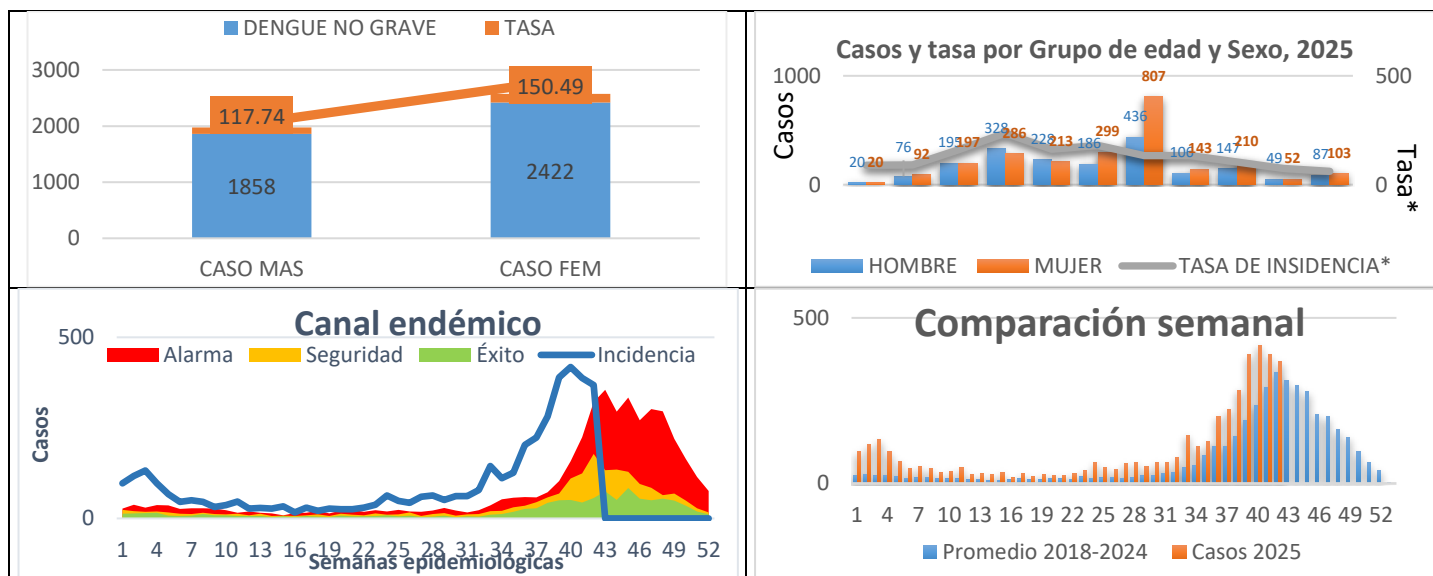 DENGUE NO GRAVE TASA
3000
2000
1000
0
117.74
150.49
1858
2422
CASO MAS CASO FEM
Casos y tasa por Grupo de edad y Sexo, 2025
Casos
1000
0
500
0
Tasa*
20 76 195 328 228 186 436 106 147 49 87
20 92 197 286 213 299 807 143 210 52 103
HOMBRE MUJER TASA DE INSIDENCIA*
Canal endémico
Alarma Seguridad Éxito Incidencia
Casos
500
0
1 4 7 10 13 16 19 22 25 28 31 34 37 40 43 46 49 52
Semanas epidemiológicas
Comparación semanal
500
0
1 4 7 10 13 16 19 22 25 28 31 34 37 40 43 46 49 52
Promedio 2018-2024 Casos 2025